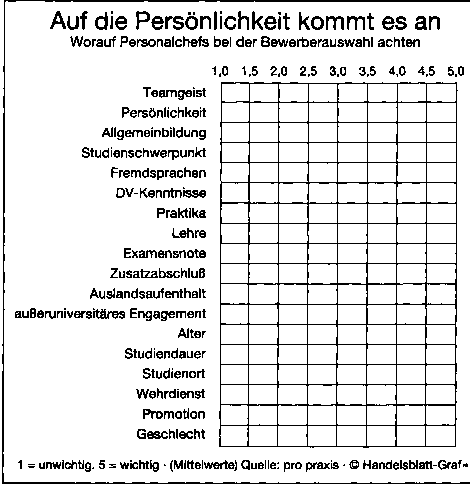 Auf die Persönlichkeit kommt es an
Worauf Personalchefs bei der Bewerberauswahl achten
1,0 1,5 2,0 2,5 3,0 3,5 4,0 4,5 5,0
Teamgeist
Persönlichkeit
Allgemeinbildung
Studienschwerpunkt
Fremdsprachen
DV-Kenntnisse
Praktika
Lehre
Examensnote
Zusatzabschluß
Auslandsaufenthalt
außeruniversitäres Engagement
Alter
Studiendauer
Studienort
Wehrdienst
Promotion
Geschlecht
1 = unwichtig. 5 = wichtig · (Mittelwerte) Quelle: pro praxis · © Handelsblatt-Graf